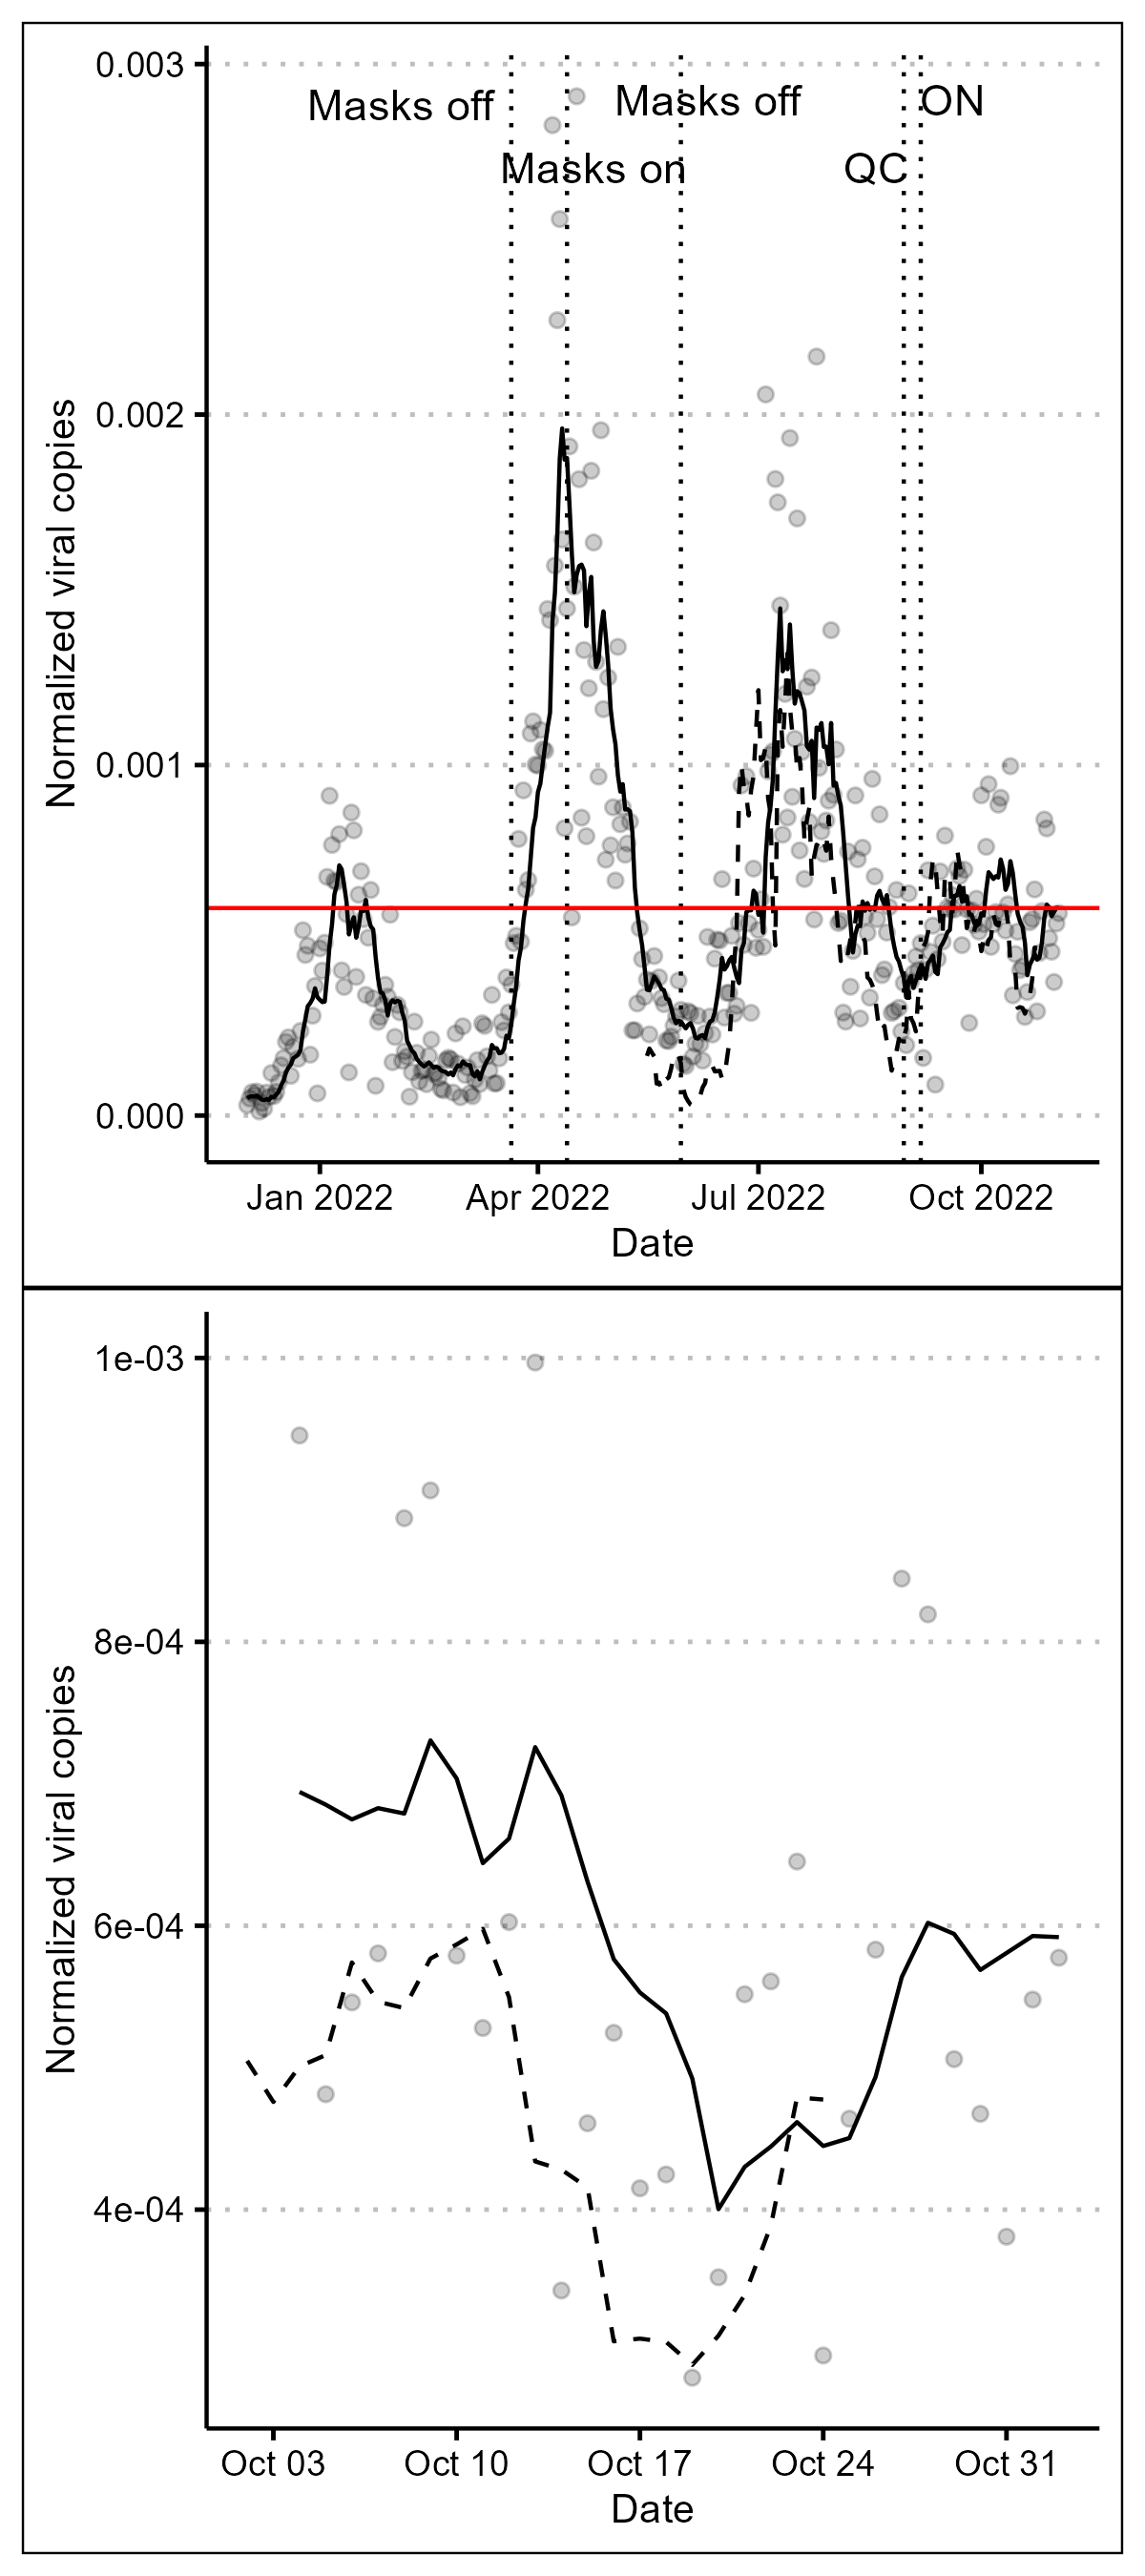 0.003
Masks off
Masks off
ON
Masks on
QC
0.002
Normalized viral copies
0.001
0.000
Jan 2022
Apr 2022
Jul 2022
Oct 2022
Date
1e-03
8e-04
Normalized viral copies
6e-04
4e-04
Oct 03
Oct 10
Oct 17
Oct 24
Oct 31
Date